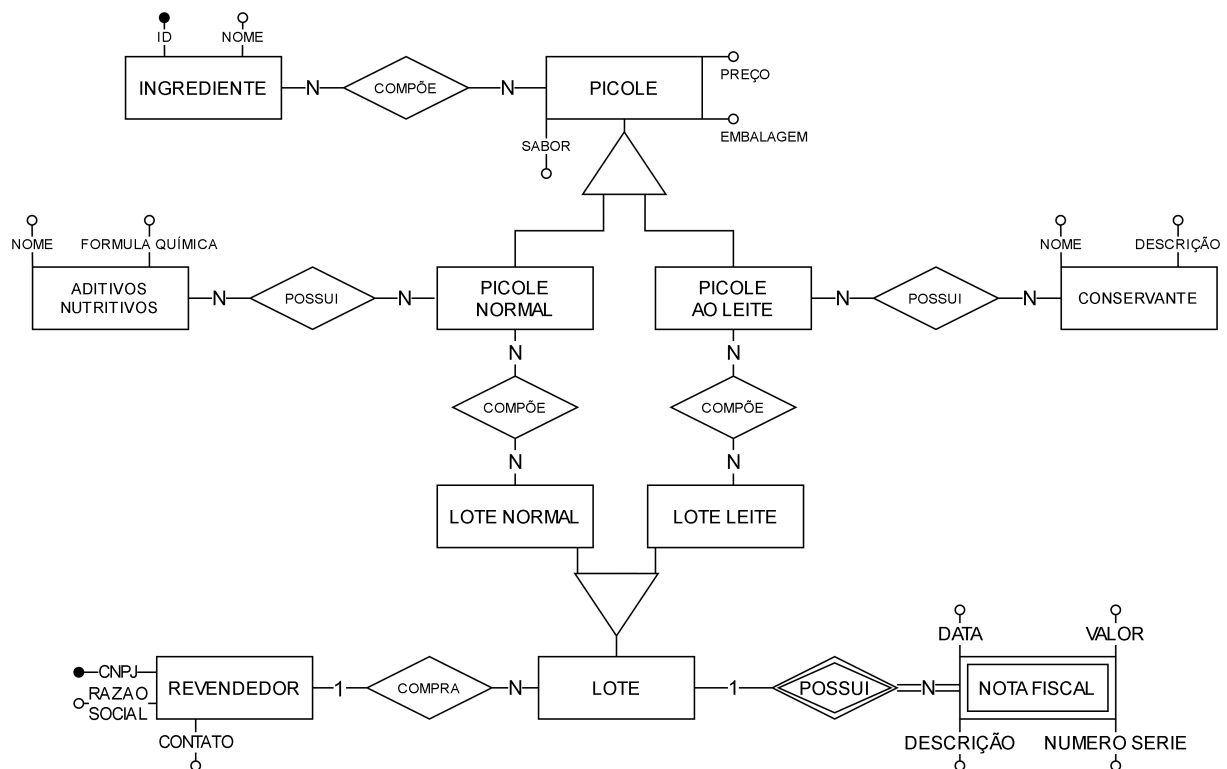 ID
NOME
INGREDIENTE
N
COMPÕE
N
PICOLE
PREÇO
EMBALAGEM
SABOR
NOME
FORMULA QUÍMICA
ADITIVOS
NUTRITIVOS
N
POSSUI
N
PICOLE
NORMAL
PICOLE
AO LEITE
N
POSSUI
N
NOME
DESCRIÇÃO
CONSERVANTE
N
N
COMPÕE
COMPÕE
N
N
LOTE NORMAL
LOTE LEITE
CNPJ
RAZAO
SOCIAL
REVENDEDOR
CONTATO
1
COMPRA
N
LOTE
1
POSSUI
N
DATA
VALOR
NOTA FISCAL
DESCRIÇÃO
NUMERO SERIE